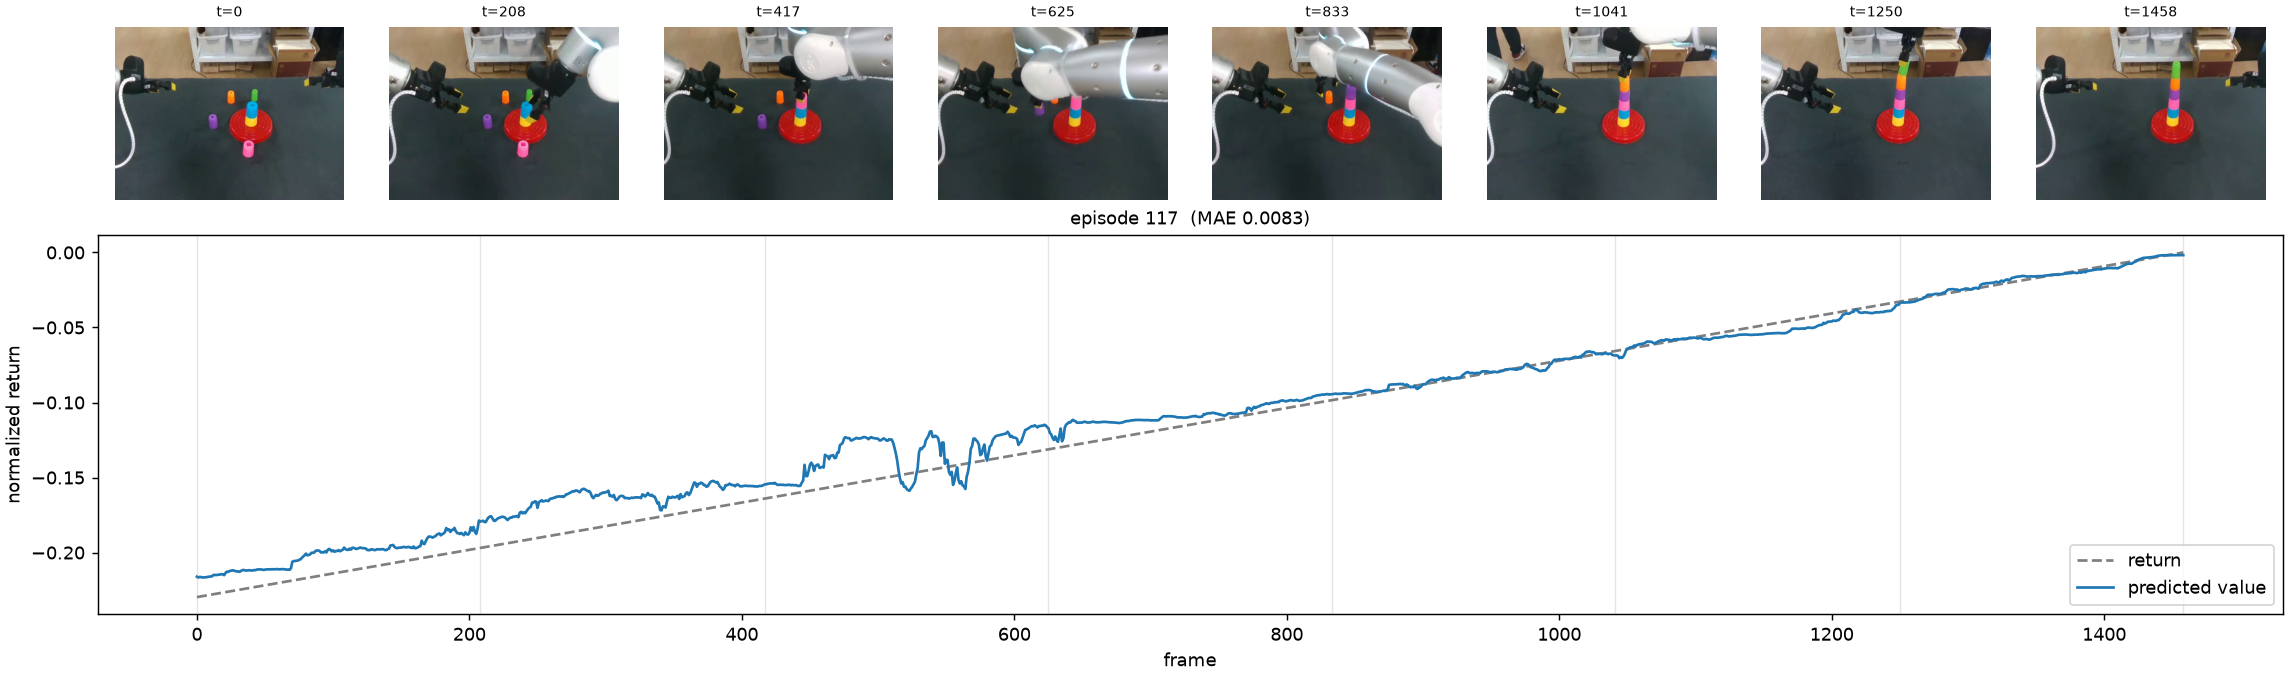 t=0 t=208 t=417 t=625 t=833 t=1041 t=1250 t=1458
episode 117 (MAE 0.0083)
0.00
−0.05
−0.10
−0.15
−0.20
normalized return
return
predicted value
0 200 400 600 800 1000 1200 1400
frame